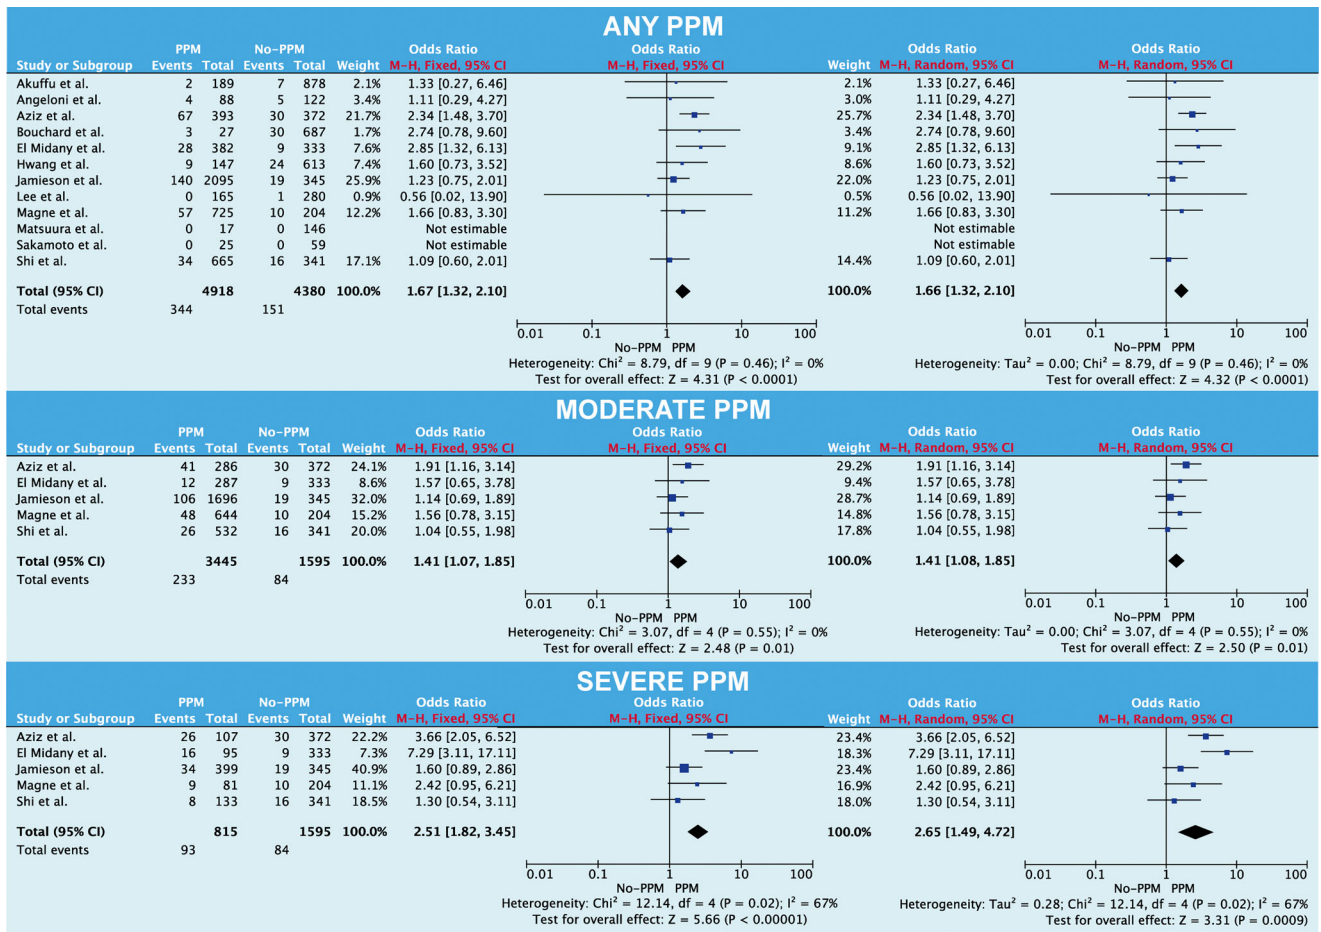 ANY PPM
PPM No-PPM Odds Ratio Odds Ratio Odds Ratio Odds Ratio
Study or Subgroup Events Total Events Total Weight M-H, Fixed, 95% CI M-H, Fixed, 95% CI Weight M-H, Random, 95% CI M-H, Random, 95% CI
Akuffu et al. 2 189 7 878 2.1% 1.33 [0.27, 6.46] 2.1% 1.33 [0.27, 6.46]
Angeloni et al. 4 88 5 122 3.4% 1.11 [0.29, 4.27] 3.0% 1.11 [0.29, 4.27]
Aziz et al. 67 393 30 372 21.7% 2.34 [1.48, 3.70] 25.7% 2.34 [1.48, 3.70]
Bouchard et al. 3 27 30 687 1.7% 2.74 [0.78, 9.60] 3.4% 2.74 [0.78, 9.60]
El Midany et al. 28 382 9 333 7.6% 2.85 [1.32, 6.13] 9.1% 2.85 [1.32, 6.13]
Hwang et al. 9 147 24 613 7.4% 1.60 [0.73, 3.52] 8.6% 1.60 [0.73, 3.52]
Jamieson et al. 140 2095 19 345 25.9% 1.23 [0.75, 2.01] 22.0% 1.23 [0.75, 2.01]
Lee et al. 0 165 1 280 0.9% 0.56 [0.02, 13.90] 0.5% 0.56 [0.02, 13.90]
Magne et al. 57 725 10 204 12.2% 1.66 [0.83, 3.30] 11.2% 1.66 [0.83, 3.30]
Matsuura et al. 0 17 0 146 Not estimable Not estimable
Sakamoto et al. 0 25 0 59 Not estimable Not estimable
Shi et al. 34 665 16 341 17.1% 1.09 [0.60, 2.01] 14.4% 1.09 [0.60, 2.01]
Total (95% CI) 4918 4380 100.0% 1.67 [1.32, 2.10] 100.0% 1.66 [1.32, 2.10]
Total events 344 151
0.01 0.1 1 10 100 0.01 0.1 1 10 100
No-PPM PPM No-PPM PPM
Heterogeneity: Chi² = 8.79, df = 9 (P = 0.46); I² = 0% Heterogeneity: Tau² = 0.00; Chi² = 8.79, df = 9 (P = 0.46); I² = 0%
Test for overall effect: Z = 4.31 (P < 0.0001) Test for overall effect: Z = 4.32 (P < 0.0001)
MODERATE PPM
PPM No-PPM Odds Ratio Odds Ratio Odds Ratio Odds Ratio
Study or Subgroup Events Total Events Total Weight M-H, Fixed, 95% CI M-H, Fixed, 95% CI Weight M-H, Random, 95% CI M-H, Random, 95% CI
Aziz et al. 41 286 30 372 24.1% 1.91 [1.16, 3.14] 29.2% 1.91 [1.16, 3.14]
El Midany et al. 12 287 9 333 8.6% 1.57 [0.65, 3.78] 9.4% 1.57 [0.65, 3.78]
Jamieson et al. 106 1696 19 345 32.0% 1.14 [0.69, 1.89] 28.7% 1.14 [0.69, 1.89]
Magne et al. 48 644 10 204 15.2% 1.56 [0.78, 3.15] 14.8% 1.56 [0.78, 3.15]
Shi et al. 26 532 16 341 20.0% 1.04 [0.55, 1.98] 17.8% 1.04 [0.55, 1.98]
Total (95% CI) 3445 1595 100.0% 1.41 [1.07, 1.85] 100.0% 1.41 [1.08, 1.85]
Total events 233 84
0.01 0.1 1 10 100 0.01 0.1 1 10 100
No-PPM PPM No-PPM PPM
Heterogeneity: Chi² = 3.07, df = 4 (P = 0.55); I² = 0% Heterogeneity: Tau² = 0.00; Chi² = 3.07, df = 4 (P = 0.55); I² = 0%
Test for overall effect: Z = 2.48 (P = 0.01) Test for overall effect: Z = 2.50 (P = 0.01)
SEVERE PPM
PPM No-PPM Odds Ratio Odds Ratio Odds Ratio Odds Ratio
Study or Subgroup Events Total Events Total Weight M-H, Fixed, 95% CI M-H, Fixed, 95% CI Weight M-H, Random, 95% CI M-H, Random, 95% CI
Aziz et al. 26 107 30 372 22.2% 3.66 [2.05, 6.52] 23.4% 3.66 [2.05, 6.52]
El Midany et al. 16 95 9 333 7.3% 7.29 [3.11, 17.11] 18.3% 7.29 [3.11, 17.11]
Jamieson et al. 34 399 19 345 40.9% 1.60 [0.89, 2.86] 23.4% 1.60 [0.89, 2.86]
Magne et al. 9 81 10 204 11.1% 2.42 [0.95, 6.21] 16.9% 2.42 [0.95, 6.21]
Shi et al. 8 133 16 341 18.5% 1.30 [0.54, 3.11] 18.0% 1.30 [0.54, 3.11]
Total (95% CI) 815 1595 100.0% 2.51 [1.82, 3.45] 100.0% 2.65 [1.49, 4.72]
Total events 93 84
0.01 0.1 1 10 100 0.01 0.1 1 10 100
No-PPM PPM No-PPM PPM
Heterogeneity: Chi² = 12.14, df = 4 (P = 0.02); I² = 67% Heterogeneity: Tau² = 0.28; Chi² = 12.14, df = 4 (P = 0.02); I² = 67%
Test for overall effect: Z = 5.66 (P < 0.00001) Test for overall effect: Z = 3.31 (P = 0.0009)